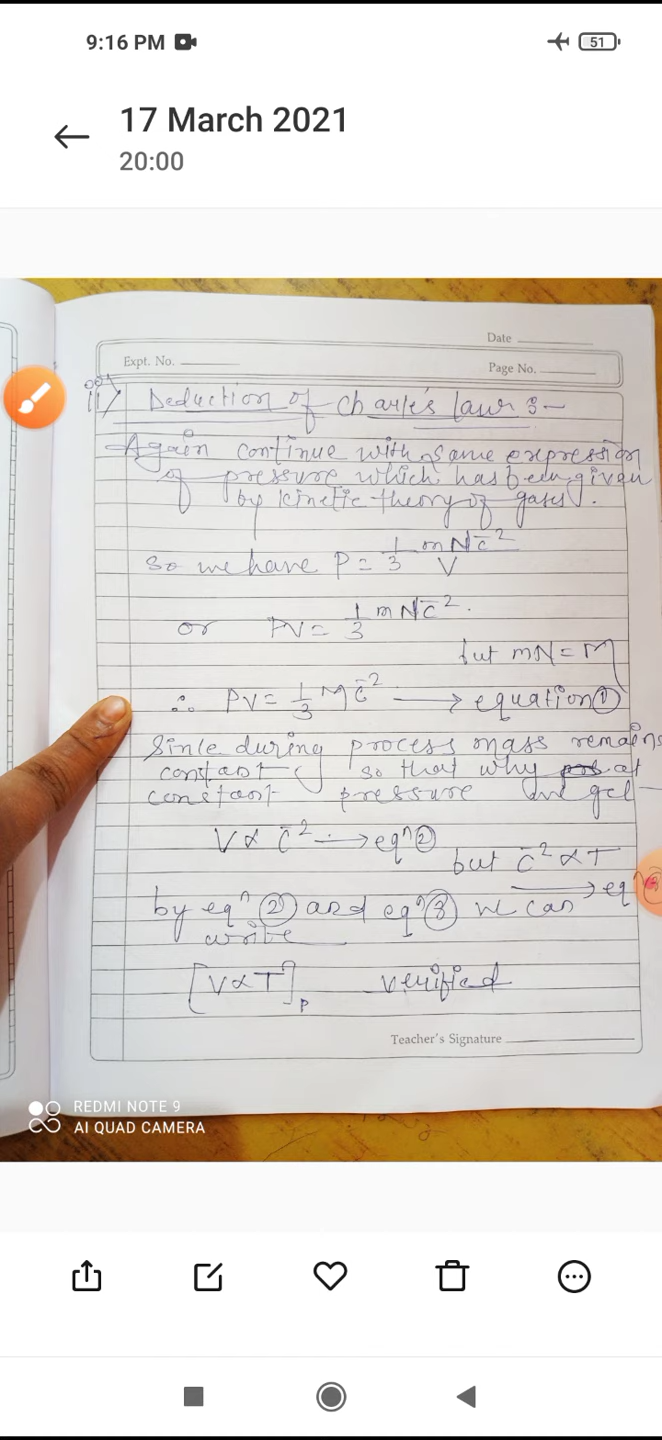 9:16 PM
51
17 March 2021
20:00
Date
Expt. No.
Page No.
ii/ Deduction of Charle's law :-
Again continue with same expression
of pressure which has been given
by kinetic theory of gases.
so we have P = 1/3 mNc̄²/V
or PV = 1/3 mNc̄².
but mN = M
∴ PV = 1/3 Mc̄² → equation ①
Since during process mass remains
constant so that why at
constant pressure we get
V ∝ c̄² → eqⁿ ②
but c̄² ∝ T
→ eqⁿ ③
by eqⁿ ② and eqⁿ ③ we can
write
[V ∝ T]P verified
Teacher's Signature
REDMI NOTE 9
AI QUAD CAMERA